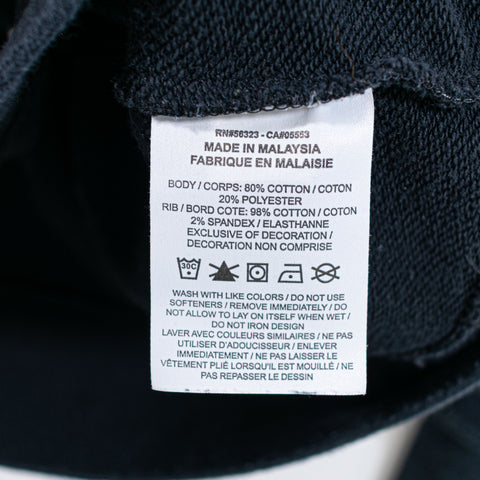 RN#56323 - CA#05553
MADE IN MALAYSIA
FABRIQUE EN MALAISIE
BODY / CORPS: 80% COTTON / COTON
20% POLYESTER
RIB / BORD COTE: 98% COTTON / COTON
2% SPANDEX / ELASTHANNE
EXCLUSIVE OF DECORATION /
DECORATION NON COMPRISE
30C
WASH WITH LIKE COLORS / DO NOT USE
SOFTENERS / REMOVE IMMEDIATELY / DO
NOT ALLOW TO LAY ON ITSELF WHEN WET /
DO NOT IRON DESIGN
LAVER AVEC COULEURS SIMILAIRES / NE PAS
UTILISER D'ADOUCISEUR / ENLEVER
IMMÉDIATEMENT / NE PAS LAISSER LE
VÊTEMENT PLIÉ LORSQU'IL EST MOUILLÉ / NE
PAS REPASSER LE DESSIN